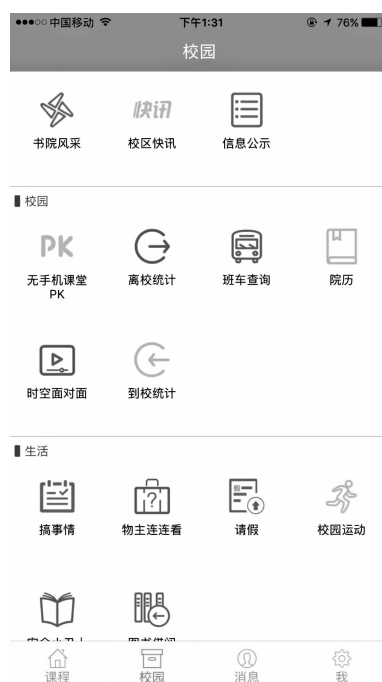 中国移动 下午1:31 76%
校园
快讯
书院风采 校区快讯 信息公示
校园
PK
无手机课堂 离校统计 班车查询 院历
PK
时空面对面 到校统计
生活
假
?
搞事情 物主连连看 请假 校园运动
课程 校园 消息 我